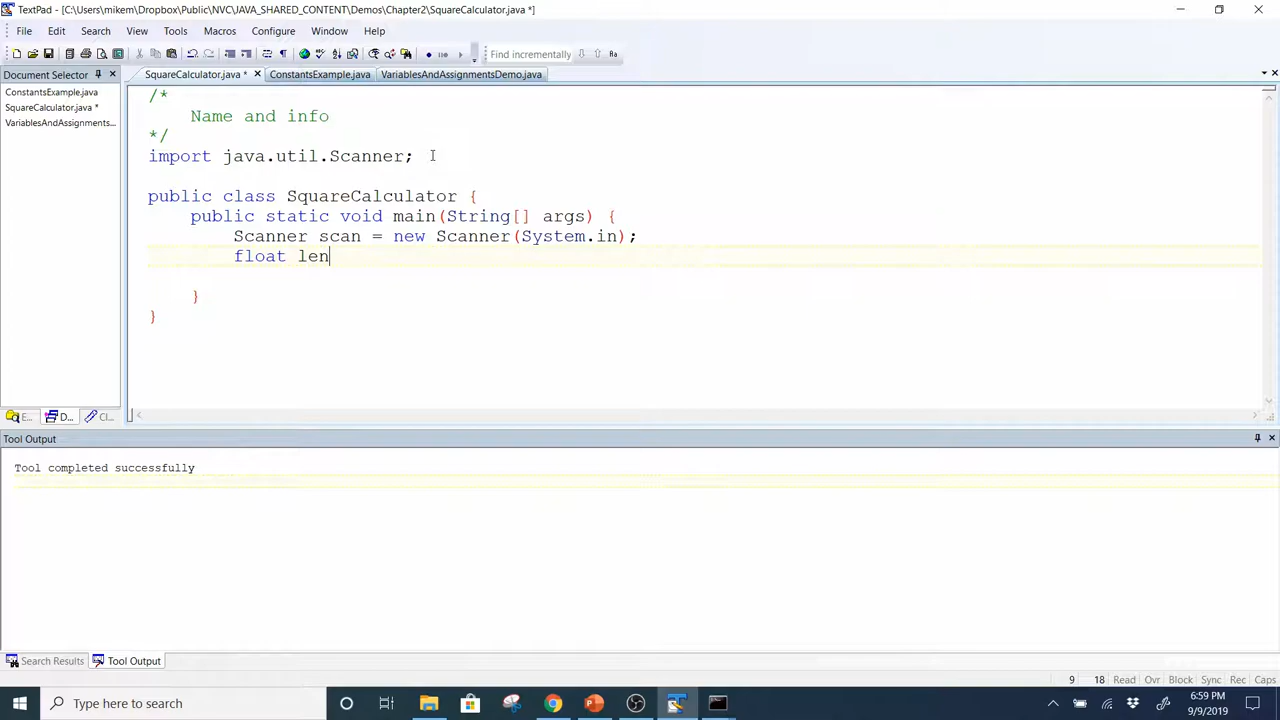 TextPad - [C:\Users\mikem\Dropbox\Public\NVC\JAVA_SHARED_CONTENT\Demos\Chapter2\SquareCalculator.java *]
File Edit Search View Tools Macros Configure Window Help
Find incrementally
Document Selector
SquareCalculator.java * ConstantsExample.java VariablesAndAssignmentsDemo.java
ConstantsExample.java
SquareCalculator.java *
VariablesAndAssignments...
/*
Name and info
*/
import java.util.Scanner;
public class SquareCalculator {
public static void main(String[] args) {
Scanner scan = new Scanner(System.in);
float len
}
}
E... D... Cl...
Tool Output
Tool completed successfully
Search Results Tool Output
9 18 Read Ovr Block Sync Rec Caps
Type here to search
6:59 PM
9/9/2019